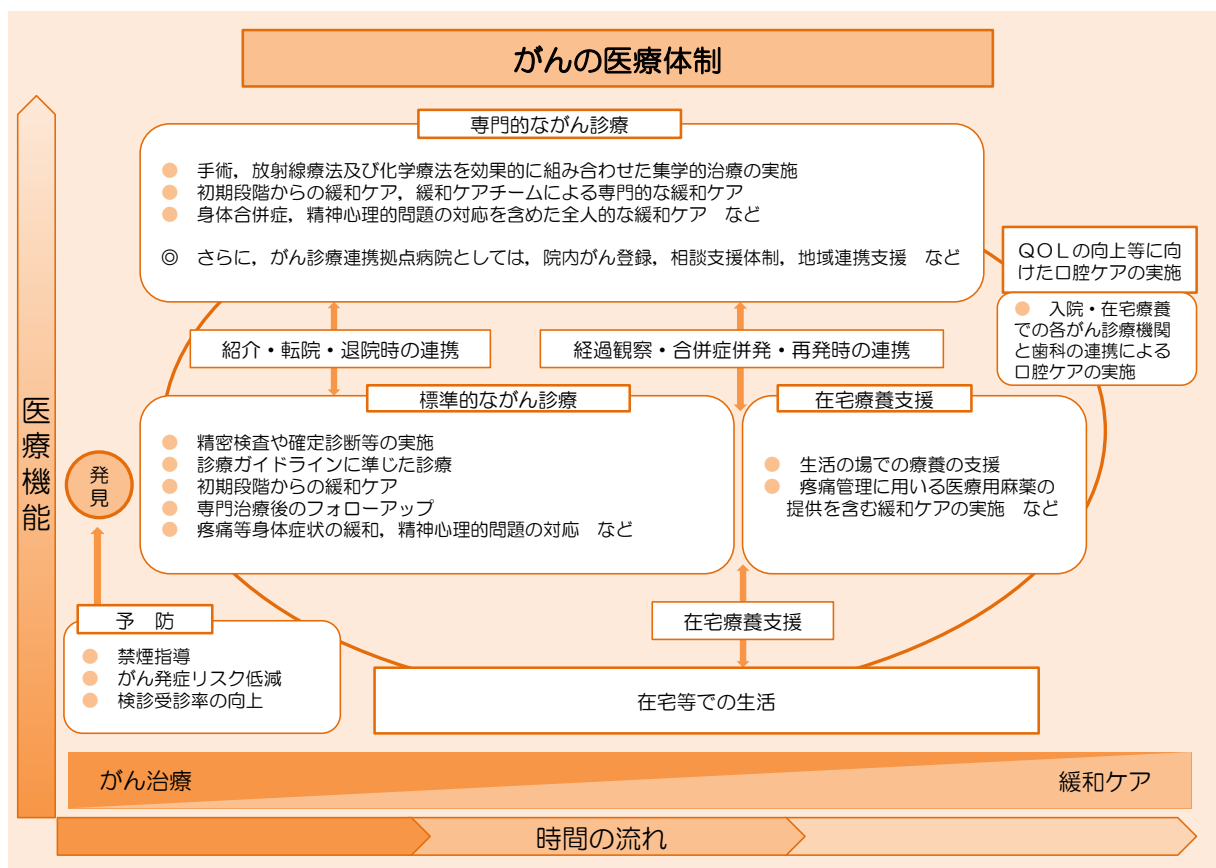 がんの医療体制
専門的ながん診療
● 手術，放射線療法及び化学療法を効果的に組み合わせた集学的治療の実施
● 初期段階からの緩和ケア，緩和ケアチームによる専門的な緩和ケア
● 身体合併症，精神心理的問題の対応を含めた全人的な緩和ケア　など
◎ さらに，がん診療連携拠点病院としては，院内がん登録，相談支援体制，地域連携支援　など
ＱＯＬの向上等に向
けた口腔ケアの実施
● 入院・在宅療養
での各がん診療機関
と歯科の連携による
口腔ケアの実施
紹介・転院・退院時の連携
経過観察・合併症併発・再発時の連携
標準的ながん診療
● 精密検査や確定診断等の実施
● 診療ガイドラインに準じた診療
● 初期段階からの緩和ケア
● 専門治療後のフォローアップ
● 疼痛等身体症状の緩和，精神心理的問題の対応　など
在宅療養支援
● 生活の場での療養の支援
● 疼痛管理に用いる医療用麻薬の
提供を含む緩和ケアの実施　など
医療機能
発見
予　防
● 禁煙指導
● がん発症リスク低減
● 検診受診率の向上
在宅療養支援
在宅等での生活
がん治療
緩和ケア
時間の流れ